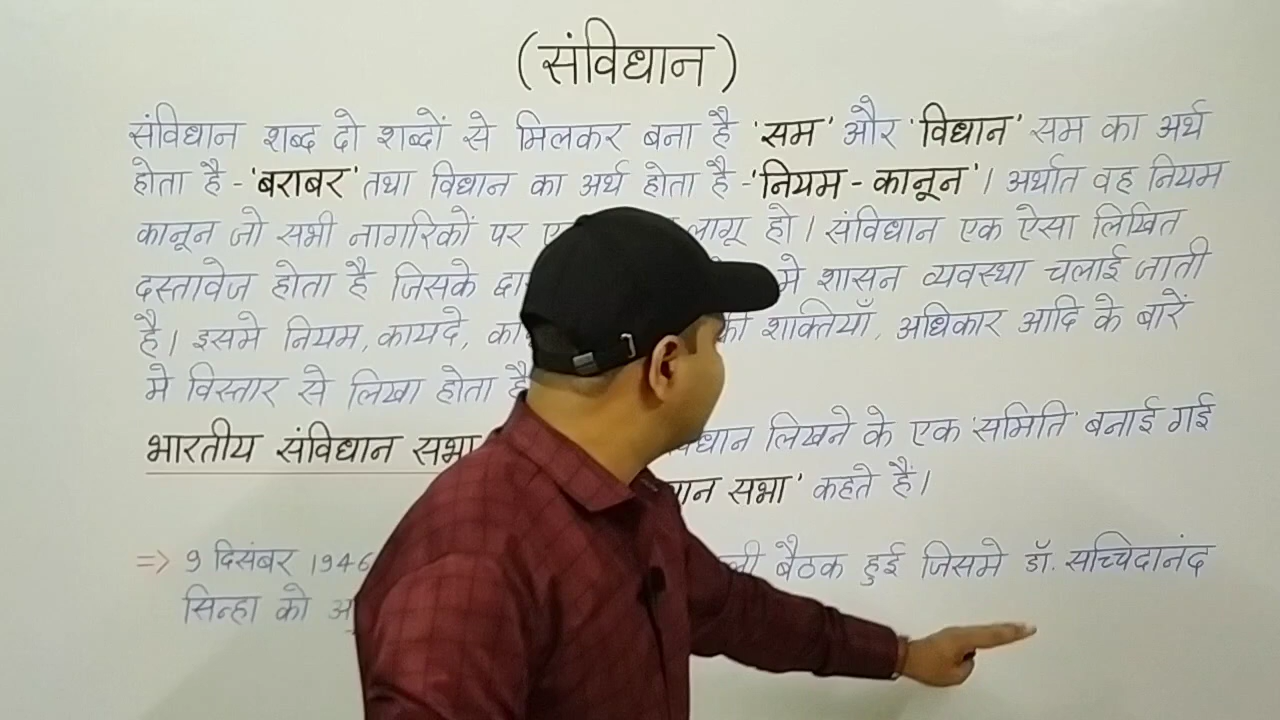 (संविधान)
संविधान शब्द दो शब्दों से मिलकर बना है 'सम' और 'विधान' सम का अर्थ
होता है - 'बराबर' तथा विधान का अर्थ होता है - 'नियम - कानून' । अर्थात वह नियम
कानून जो सभी नागरिकों पर लागू हो । संविधान एक ऐसा लिखित
दस्तावेज होता है जिसके मे शासन व्यवस्था चलाई जाती
है । इसमे नियम, कायदे, की शाक्तियाँ, अधिकार आदि के बारें
मे विस्तार से लिखा होता है
भारतीय संविधान सभा लिखने के एक 'समिति' बनाई गई
सभा' कहते हैं ।
=> 9 दिसंबर 1946 बैठक हुई जिसमे डॉ. सच्चिदानंद
सिन्हा को